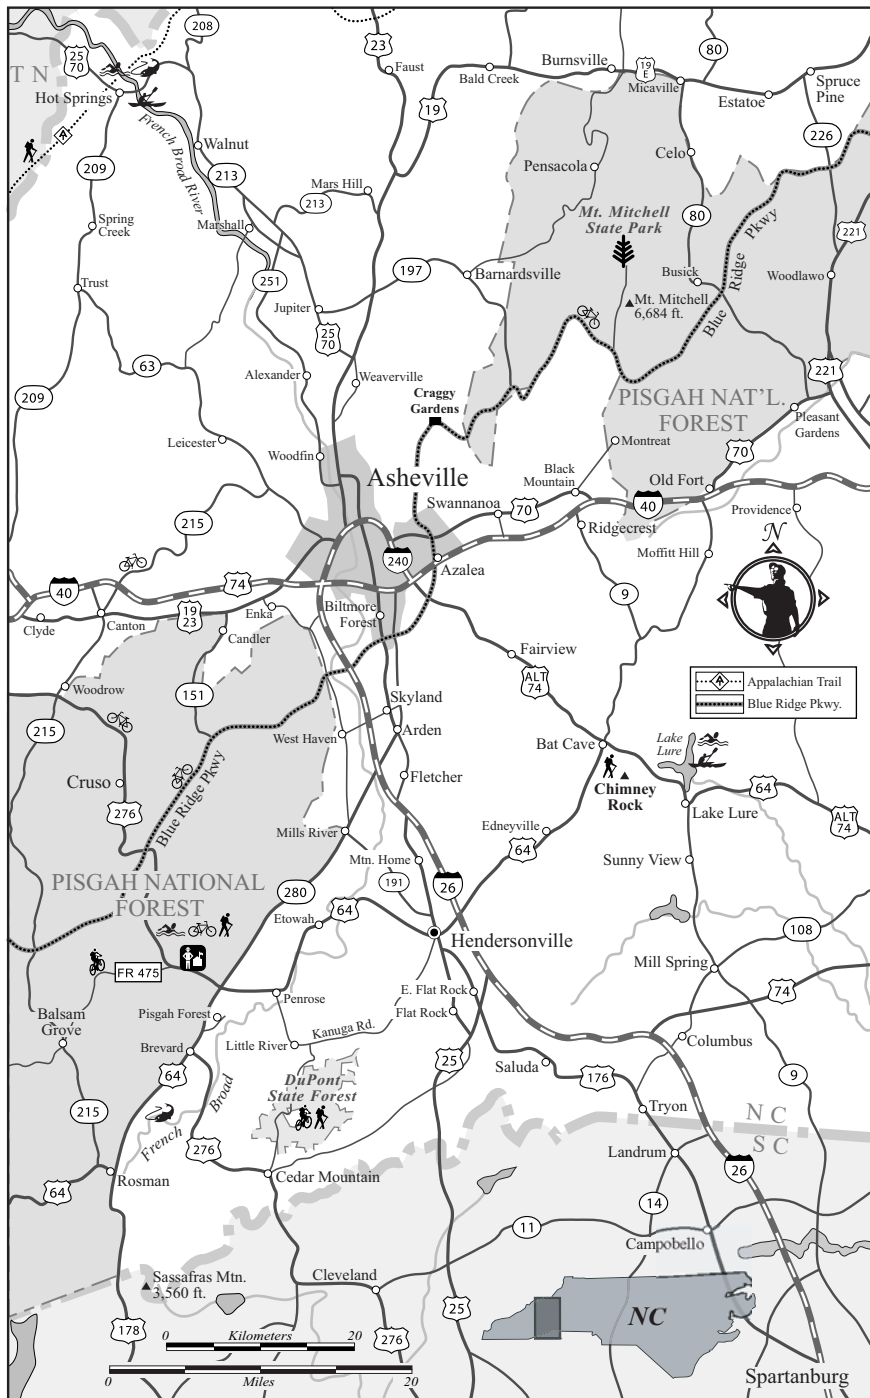 208
25
70
23
Faust
Bald Creek
Burnsville
19
E
Micaville
80
Estatoe
Spruce
Pine
T N
Hot Springs
19
French Broad River
Walnut
Celo
226
209
213
Pensacola
Mars Hill
213
Spring
Creek
Marshall
Mt. Mitchell
State Park
80
Blue Ridge Pkwy
221
251
197
Barnardsville
Busick
Woodlawo
Trust
Jupiter
Mt. Mitchell
6,684 ft.
25
70
63
Alexander
Weaverville
221
209
Craggy
Gardens
PISGAH NAT'L.
FOREST
Pleasant
Gardens
Leicester
Woodfin
Montreat
70
Asheville
Black
Mountain
Old Fort
Swannanoa
70
40
Providence
215
Ridgecrest
N
Moffitt Hill
240
Azalea
40
74
9
19
23
Enka
Biltmore
Forest
Clyde
Canton
Candler
Fairview
Woodrow
151
ALT
74
Appalachian Trail
Blue Ridge Pkwy.
Skyland
215
West Haven
Arden
Bat Cave
Lake
Lure
Blue Ridge Pkwy
Cruso
Fletcher
Chimney
Rock
64
276
Lake Lure
ALT
74
Mills River
Edneyville
64
Mtn. Home
Sunny View
PISGAH NATIONAL
FOREST
280
191
26
Etowah
64
Hendersonville
108
FR 475
Mill Spring
Balsam
Grove
Penrose
E. Flat Rock
74
Pisgah Forest
Flat Rock
Kanuga Rd.
Little River
Columbus
Brevard
25
Saluda
64
DuPont
State Forest
176
9
French Broad
215
Tryon
N C
S C
276
Landrum
26
64
Rosman
Cedar Mountain
14
11
Campobello
Sassafras Mtn.
3,560 ft.
Cleveland
25
NC
178
0 Kilometers 20
276
0 Miles 20
Spartanburg